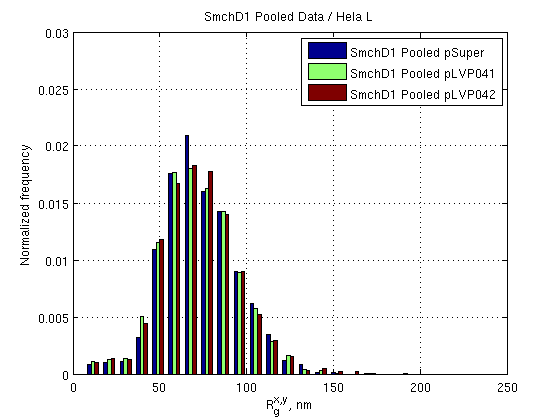 SmchD1 Pooled Data / Hela L
0.03
0.025
0.02
0.015
0.01
0.005
0
Normalized frequency
SmchD1 Pooled pSuper
SmchD1 Pooled pLVP041
SmchD1 Pooled pLVP042
0 50 100 150 200 250
R_g^x,y, nm